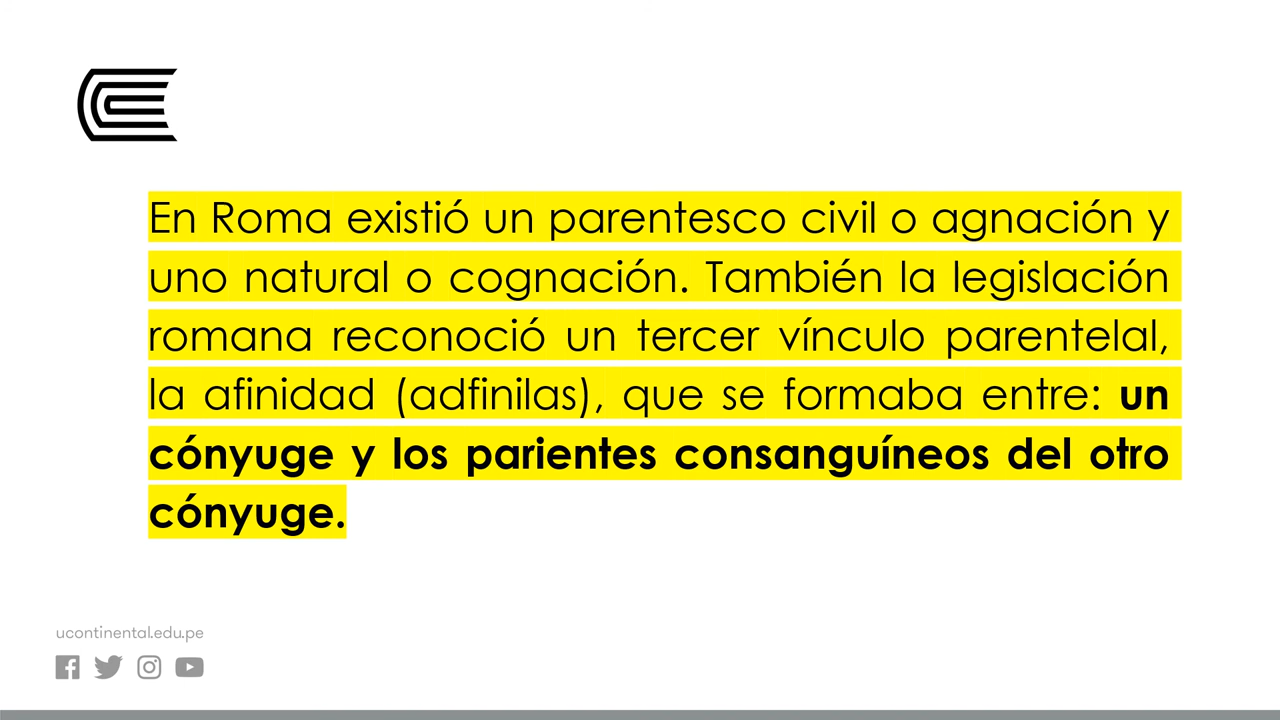 En Roma existió un parentesco civil o agnación y
uno natural o cognación. También la legislación
romana reconoció un tercer vínculo parentelal,
la afinidad (adfinilas), que se formaba entre: un
cónyuge y los parientes consanguíneos del otro
cónyuge.
ucontinental.edu.pe